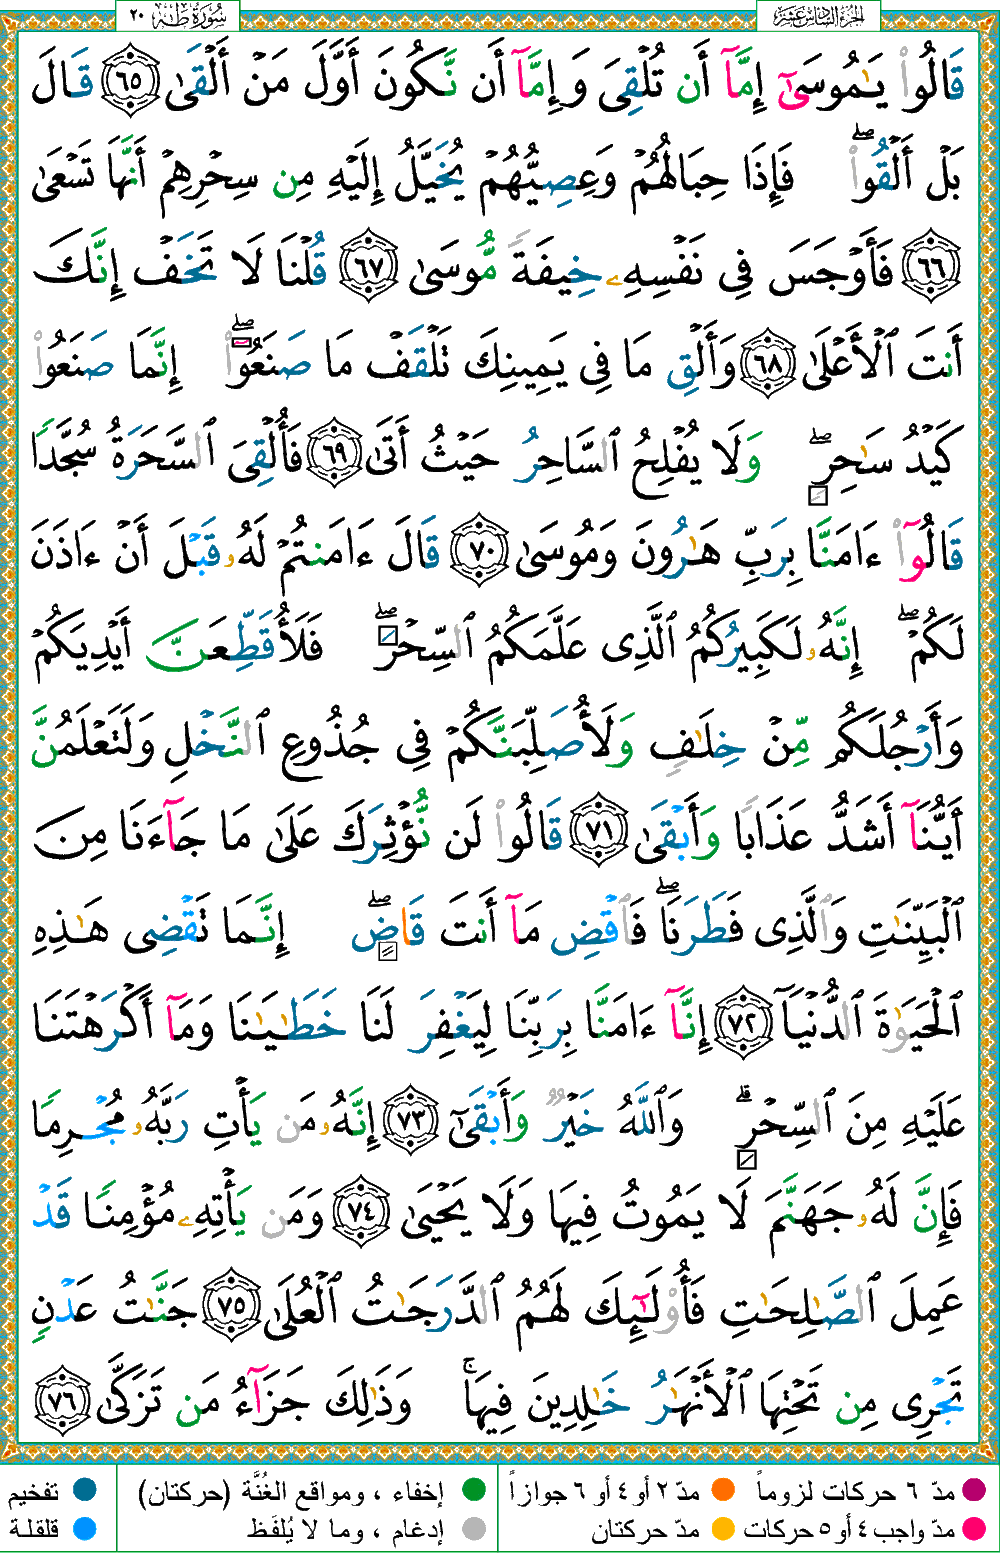 الجزء السادس عشر
سورة طه ٢٠
قَالُوا۟ يَـٰمُوسَىٰٓ إِمَّآ أَن تُلْقِىَ وَإِمَّآ أَن نَّكُونَ أَوَّلَ مَنْ أَلْقَىٰ ٦٥ قَالَ
بَلْ أَلْقُوا۟ ۖ فَإِذَا حِبَالُهُمْ وَعِصِيُّهُمْ يُخَيَّلُ إِلَيْهِ مِن سِحْرِهِمْ أَنَّهَا تَسْعَىٰ
٦٦ فَأَوْجَسَ فِى نَفْسِهِۦ خِيفَةً مُّوسَىٰ ٦٧ قُلْنَا لَا تَخَفْ إِنَّكَ
أَنتَ ٱلْأَعْلَىٰ ٦٨ وَأَلْقِ مَا فِى يَمِينِكَ تَلْقَفْ مَا صَنَعُوٓا۟ ۖ إِنَّمَا صَنَعُوا۟
كَيْدُ سَـٰحِرٍ ۖ وَلَا يُفْلِحُ ٱلسَّاحِرُ حَيْثُ أَتَىٰ ٦٩ فَأُلْقِىَ ٱلسَّحَرَةُ سُجَّدًا
قَالُوٓا۟ ءَامَنَّا بِرَبِّ هَـٰرُونَ وَمُوسَىٰ ٧٠ قَالَ ءَامَنتُمْ لَهُۥ قَبْلَ أَنْ ءَاذَنَ
لَكُمْ ۖ إِنَّهُۥ لَكَبِيرُكُمُ ٱلَّذِى عَلَّمَكُمُ ٱلسِّحْرَ ۖ فَلَأُقَطِّعَنَّ أَيْدِيَكُمْ
وَأَرْجُلَكُم مِّنْ خِلَـٰفٍ وَلَأُصَلِّبَنَّكُمْ فِى جُذُوعِ ٱلنَّخْلِ وَلَتَعْلَمُنَّ
أَيُّنَآ أَشَدُّ عَذَابًا وَأَبْقَىٰ ٧١ قَالُوا۟ لَن نُّؤْثِرَكَ عَلَىٰ مَا جَآءَنَا مِنَ
ٱلْبَيِّنَـٰتِ وَٱلَّذِى فَطَرَنَا ۖ فَٱقْضِ مَآ أَنتَ قَاضٍ ۖ إِنَّمَا تَقْضِى هَـٰذِهِ
ٱلْحَيَوٰةَ ٱلدُّنْيَآ ٧٢ إِنَّآ ءَامَنَّا بِرَبِّنَا لِيَغْفِرَ لَنَا خَطَـٰيَـٰنَا وَمَآ أَكْرَهْتَنَا
عَلَيْهِ مِنَ ٱلسِّحْرِ ۗ وَٱللَّهُ خَيْرٌ وَأَبْقَىٰٓ ٧٣ إِنَّهُۥ مَن يَأْتِ رَبَّهُۥ مُجْرِمًا
فَإِنَّ لَهُۥ جَهَنَّمَ لَا يَمُوتُ فِيهَا وَلَا يَحْيَىٰ ٧٤ وَمَن يَأْتِهِۦ مُؤْمِنًا قَدْ
عَمِلَ ٱلصَّـٰلِحَـٰتِ فَأُو۟لَـٰٓئِكَ لَهُمُ ٱلدَّرَجَـٰتُ ٱلْعُلَىٰ ٧٥ جَنَّـٰتُ عَدْنٍ
تَجْرِى مِن تَحْتِهَا ٱلْأَنْهَـٰرُ خَـٰلِدِينَ فِيهَا ۚ وَذَٰلِكَ جَزَآءُ مَن تَزَكَّىٰ ٧٦
مدّ ٦ حركات لزوماً مدّ ٢ أو ٤ أو ٦ جوازاً إخفاء ، ومواقع الغُنَّة (حركتان) تفخيم
مدّ واجب ٤ أو ٥ حركات مدّ حركتان إدغام ، وما لا يُلفَظ قلقلة